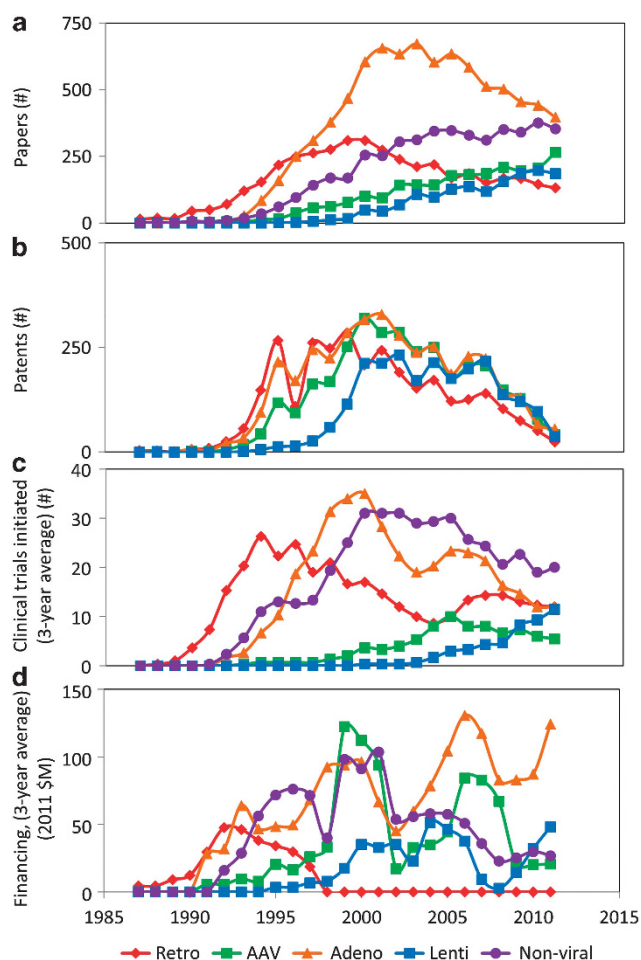 a
Papers (#)
750
500
250
0
b
Patents (#)
500
250
0
c
Clinical trials initiated
(3-year average) (#)
40
30
20
10
0
d
Financing, (3-year average)
(2011 $M)
150
100
50
0
1985 1990 1995 2000 2005 2010 2015
Retro AAV Adeno Lenti Non-viral